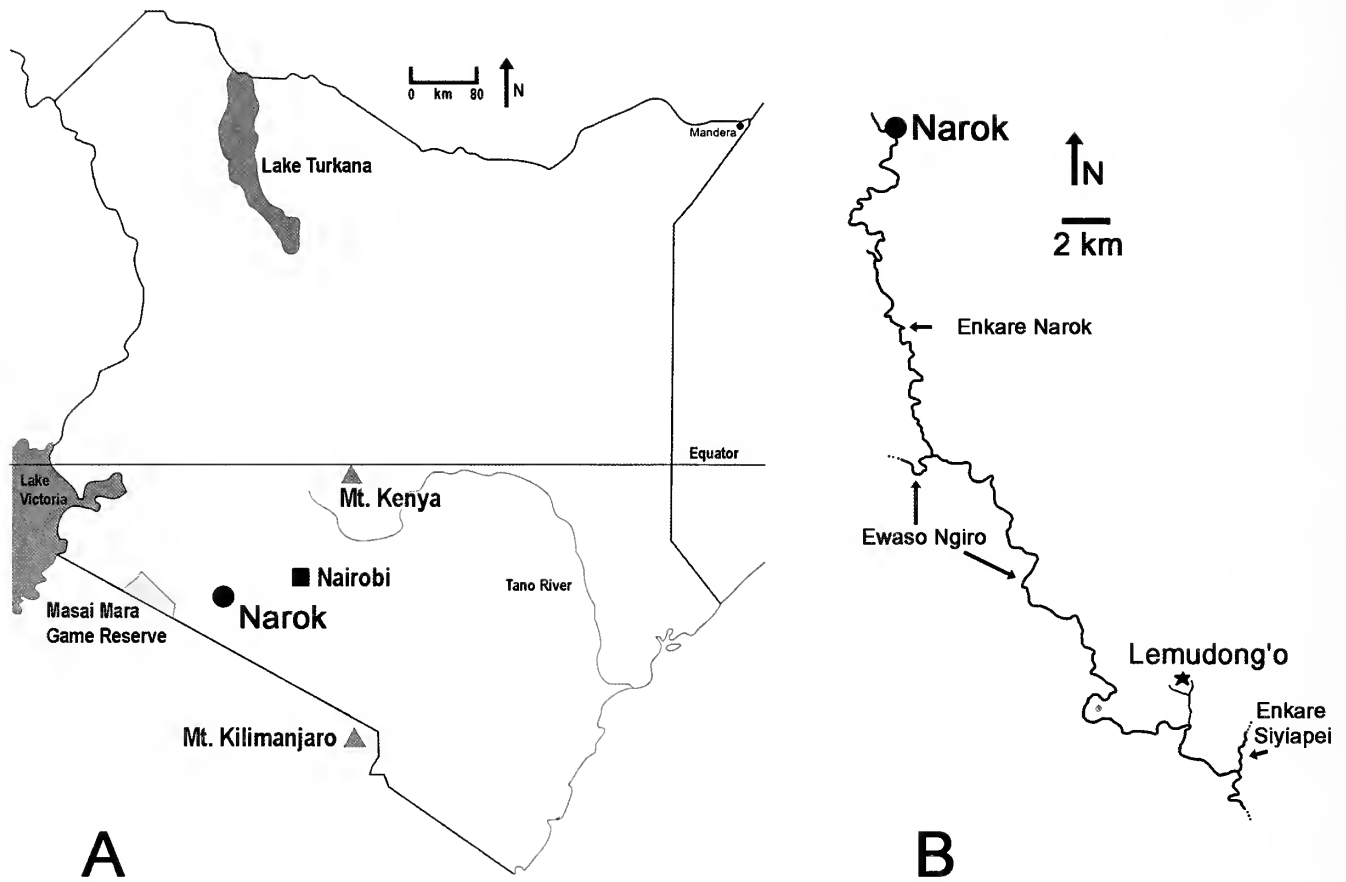 0 km 80
N
Mandera
Lake Turkana
Equator
Lake
Victoria
Mt. Kenya
Nairobi
Tano River
Narok
Masai Mara
Game Reserve
Mt. Kilimanjaro
A
Narok
N
2 km
Enkare Narok
Ewaso Ngiro
Lemudong'o
Enkare
Siyiapei
B